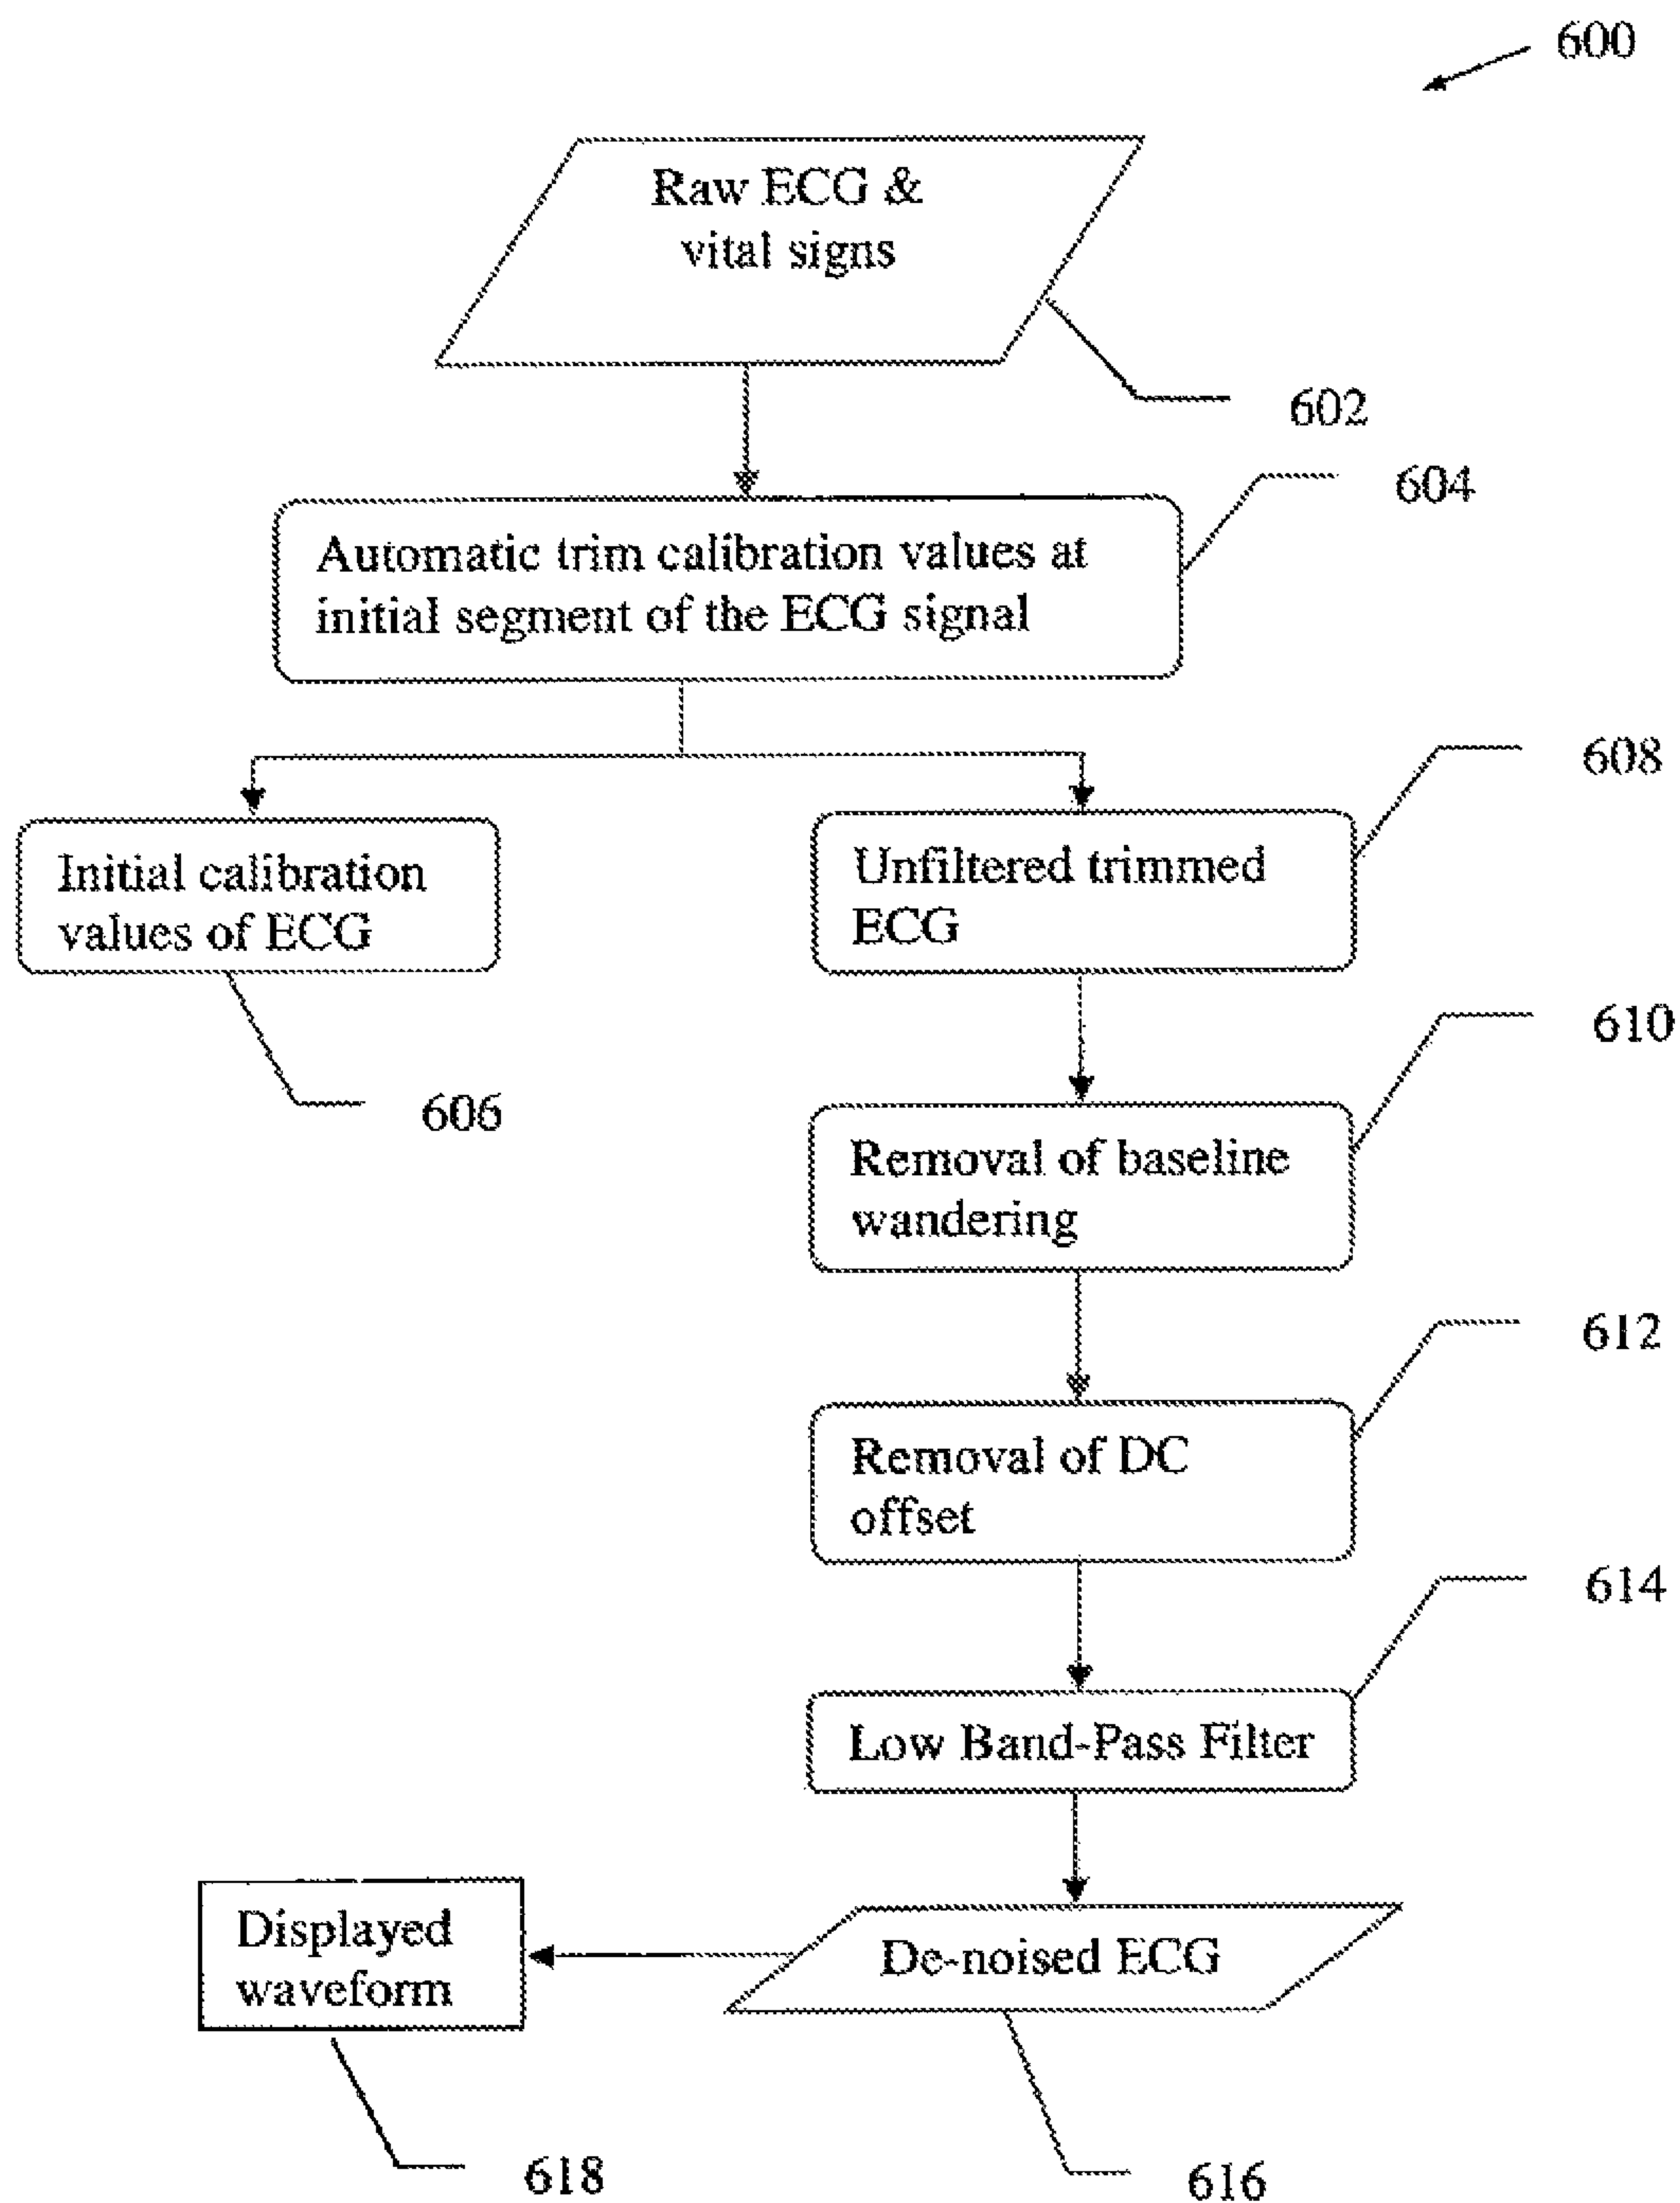 600
Raw ECG &
vital signs
602
604
Automatic trim calibration values at
initial segment of the ECG signal
608
Initial calibration
values of ECG
Unfiltered trimmed
ECG
606
610
Removal of baseline
wandering
612
Removal of DC
offset
614
Low Band-Pass Filter
Displayed
waveform
De-noised ECG
618
616